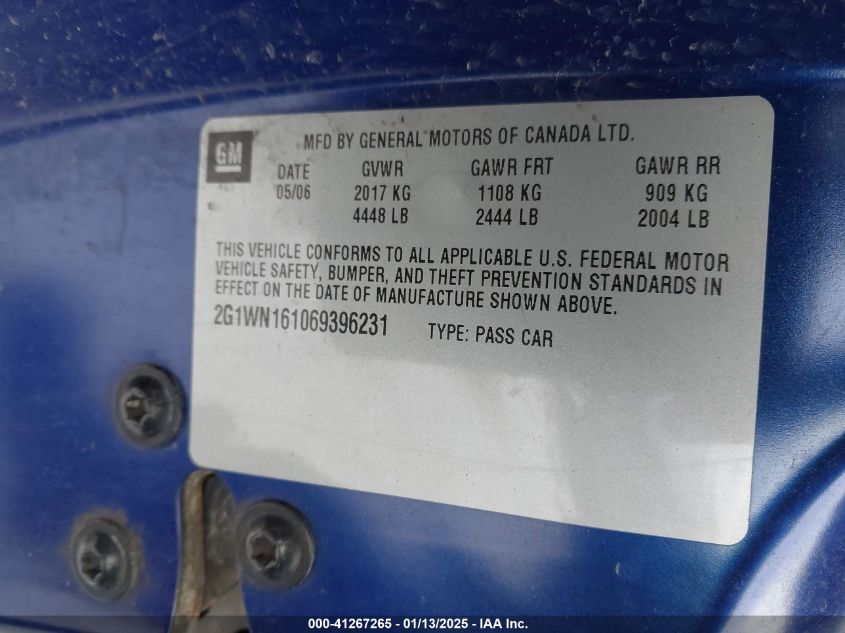 GM
MFD BY GENERAL MOTORS OF CANADA LTD.
DATE GVWR GAWR FRT GAWR RR
05/06 2017 KG 1108 KG 909 KG
4448 LB 2444 LB 2004 LB
THIS VEHICLE CONFORMS TO ALL APPLICABLE U.S. FEDERAL MOTOR
VEHICLE SAFETY, BUMPER, AND THEFT PREVENTION STANDARDS IN
EFFECT ON THE DATE OF MANUFACTURE SHOWN ABOVE.
2G1WN161069396231 TYPE: PASS CAR
000-41267265 - 01/13/2025 - IAA Inc.